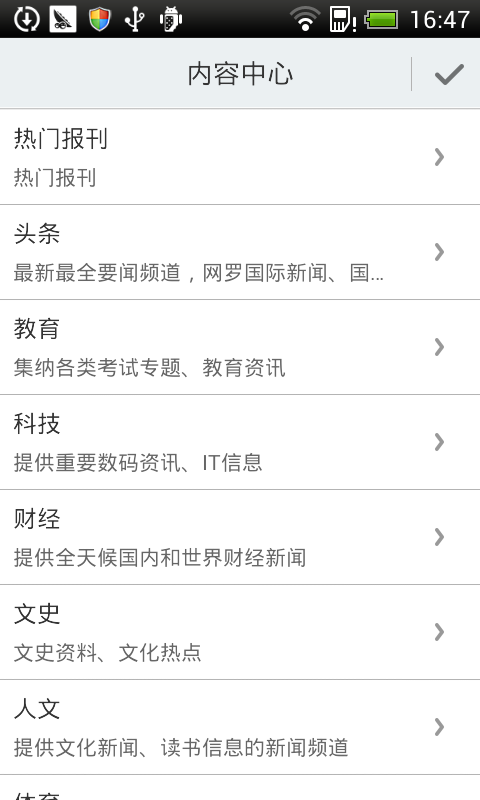 16:47
内容中心
热门报刊
热门报刊
头条
最新最全要闻频道，网罗国际新闻、国...
教育
集纳各类考试专题、教育资讯
科技
提供重要数码资讯、IT信息
财经
提供全天候国内和世界财经新闻
文史
文史资料、文化热点
人文
提供文化新闻、读书信息的新闻频道
体育